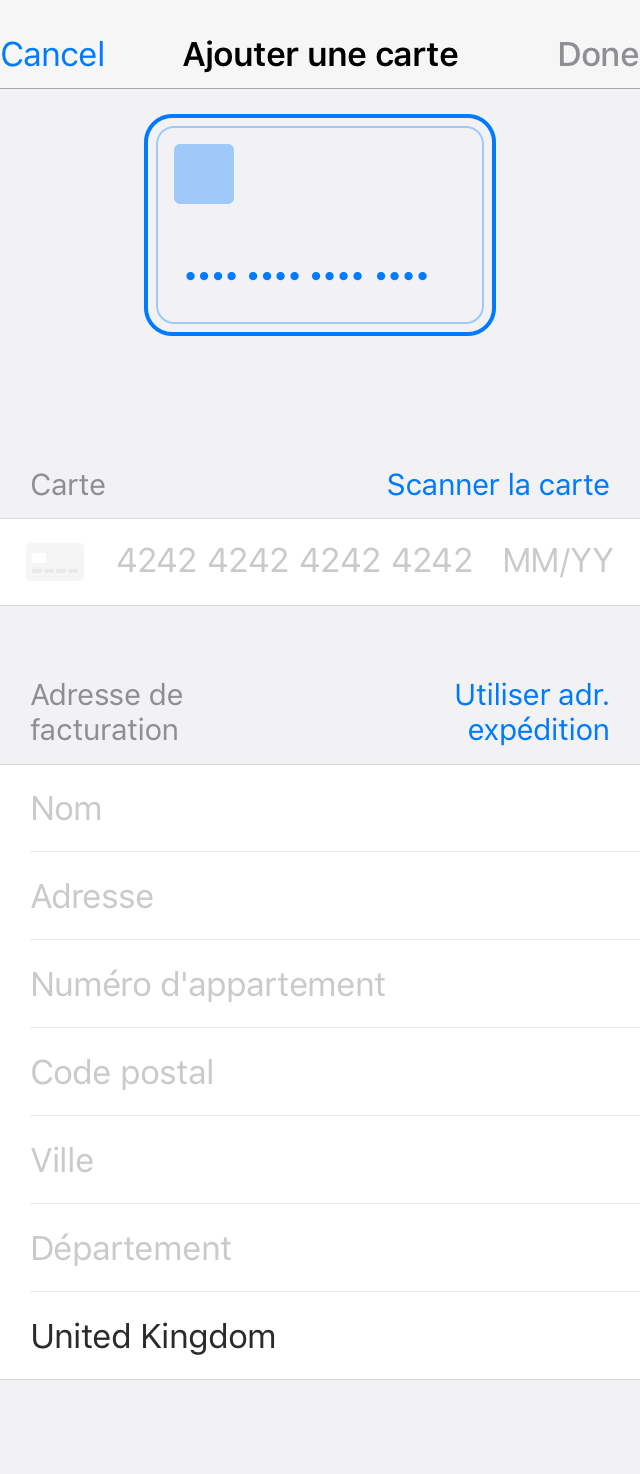 Cancel Ajouter une carte Done
•••• •••• •••• ••••
Carte Scanner la carte
4242 4242 4242 4242 MM/YY
Adresse de facturation
Utiliser adr. expédition
Nom
Adresse
Numéro d'appartement
Code postal
Ville
Département
United Kingdom